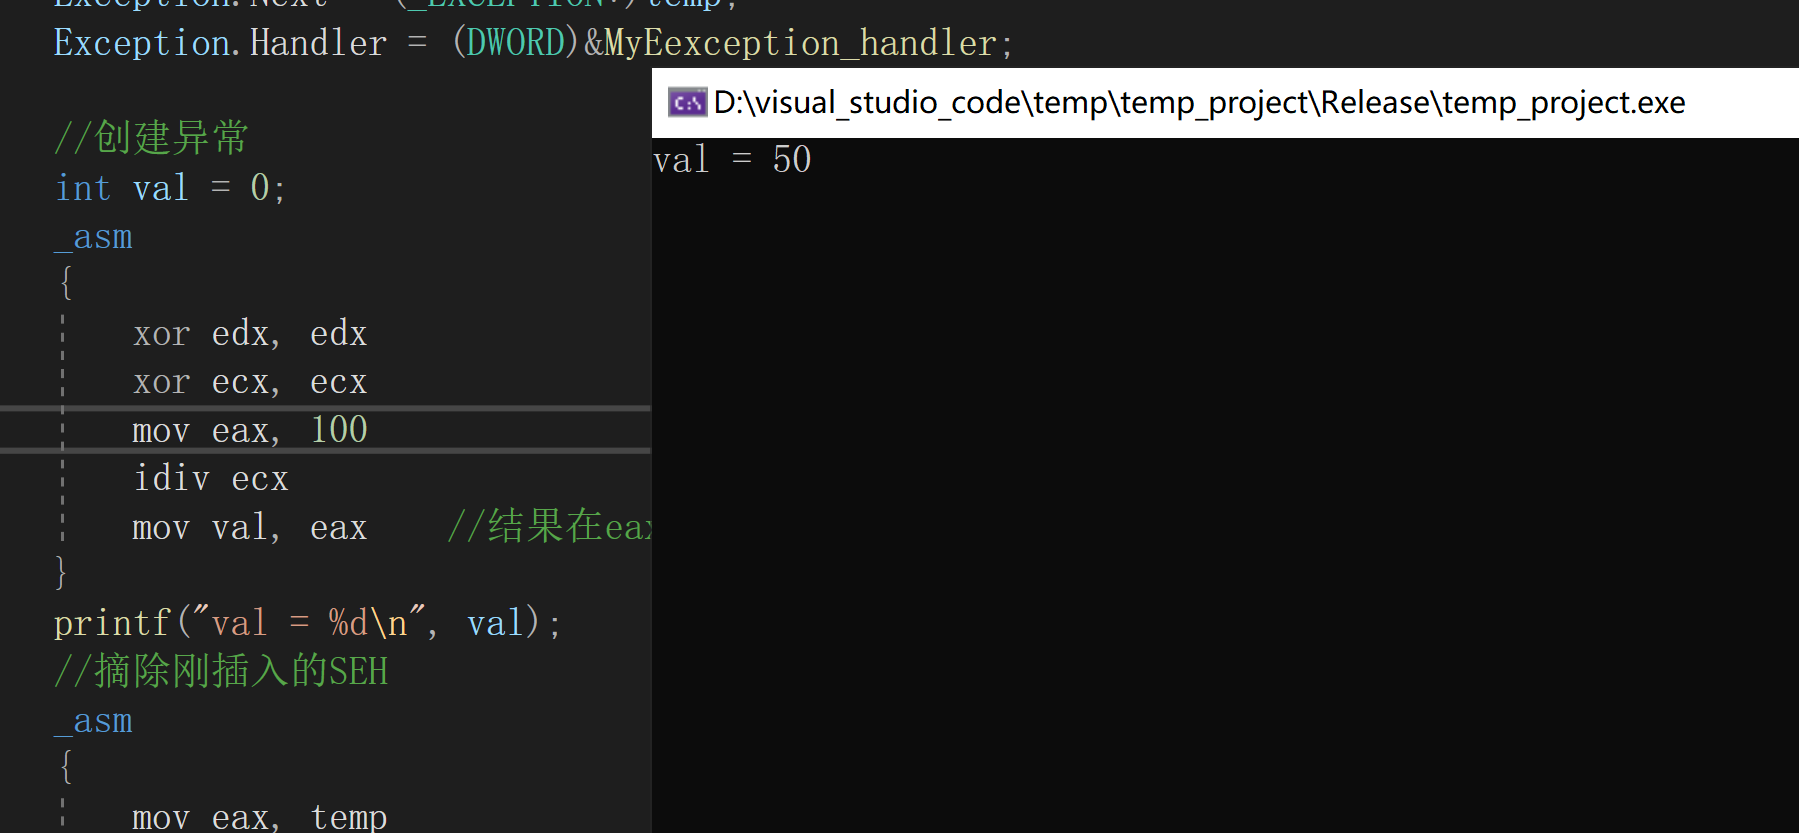 Exception.Next = (_EXCEPTION*)temp;
Exception.Handler = (DWORD)&MyEexception_handler;
D:\visual_studio_code\temp\temp_project\Release\temp_project.exe
val = 50
//创建异常
int val = 0;
_asm
{
xor edx, edx
xor ecx, ecx
mov eax, 100
idiv ecx
mov val, eax //结果在eax
}
printf("val = %d\n", val);
//摘除刚插入的SEH
_asm
{
mov eax, temp